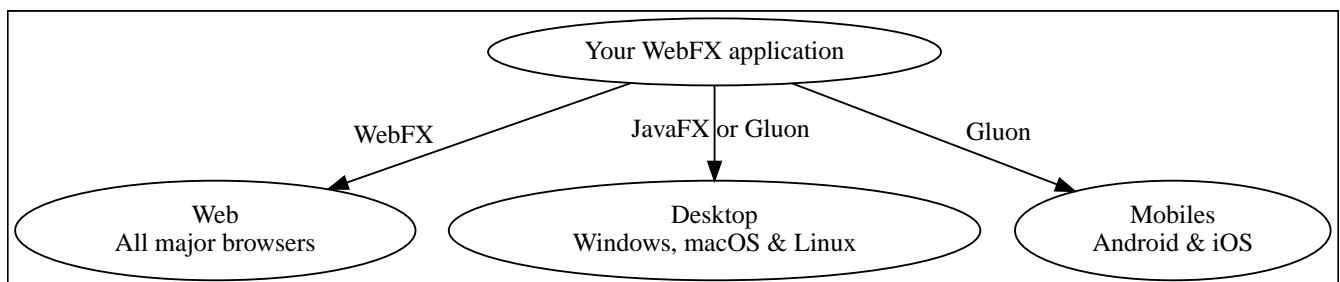 Your WebFX application
WebFX
JavaFX or Gluon
Gluon
Web
All major browsers
Desktop
Windows, macOS & Linux
Mobiles
Android & iOS